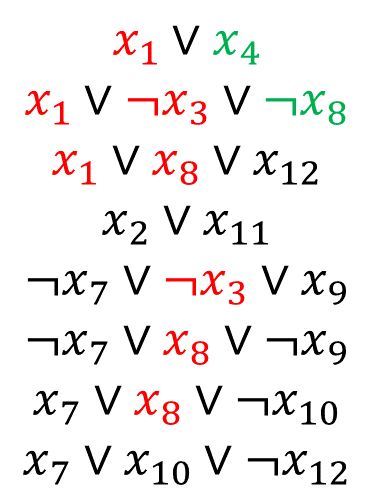 x₁ ∨ x₄
x₁ ∨ ¬x₃ ∨ ¬x₈
x₁ ∨ x₈ ∨ x₁₂
x₂ ∨ x₁₁
¬x₇ ∨ ¬x₃ ∨ x₉
¬x₇ ∨ x₈ ∨ ¬x₉
x₇ ∨ x₈ ∨ ¬x₁₀
x₇ ∨ x₁₀ ∨ ¬x₁₂